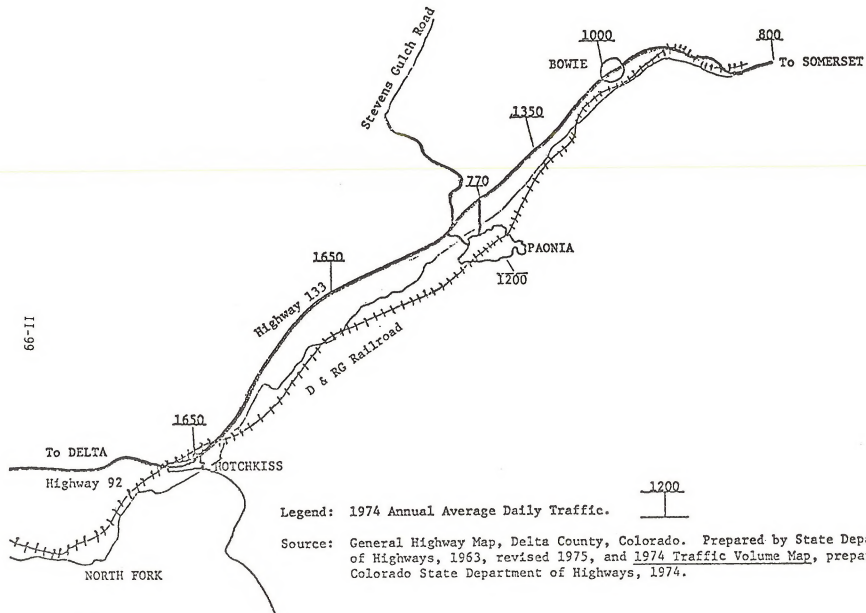 1000
800
BOWIE
To SOMERSET
Stevens Gulch Road
1350
770
PAONIA
1200
1650
Highway 133
D & RG Railroad
II-99
1650
To DELTA
HOTCHKISS
Highway 92
NORTH FORK
1200
Legend: 1974 Annual Average Daily Traffic.
Source: General Highway Map, Delta County, Colorado. Prepared by State Depa
of Highways, 1963, revised 1975, and 1974 Traffic Volume Map, prepa
Colorado State Department of Highways, 1974.